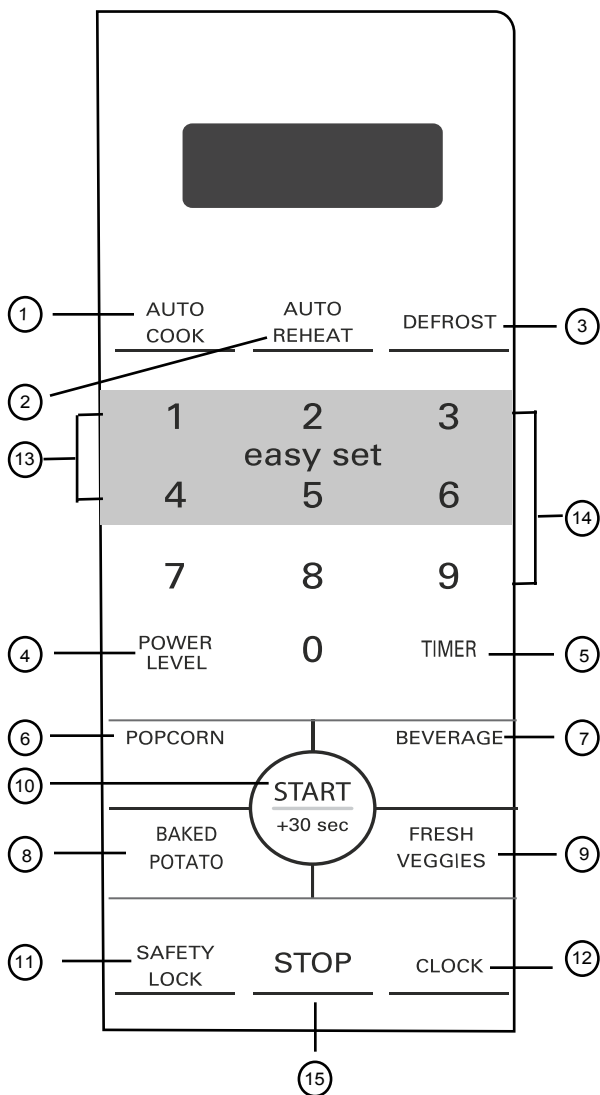 1
AUTO
COOK
AUTO
REHEAT
DEFROST
3
2
1 2 3
easy set
4 5 6
13
14
7 8 9
4
POWER
LEVEL
0
TIMER
5
6
POPCORN
BEVERAGE
7
10
START
+30 sec
8
BAKED
POTATO
FRESH
VEGGIES
9
11
SAFETY
LOCK
STOP
CLOCK
12
15